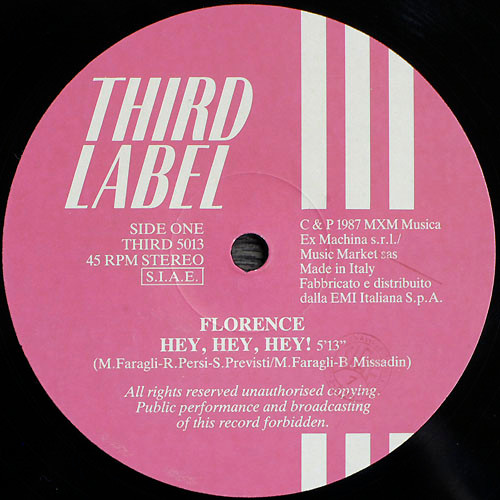 THIRD
LABEL
SIDE ONE
THIRD 5013
45 RPM STEREO
S.I.A.E.
C & P 1987 MXM Musica
Ex Machina s.r.l./
Music Market sas
Made in Italy
Fabbricato e distribuito
dalla EMI Italiana S.p.A.
FLORENCE
HEY, HEY, HEY! 5'13"
(M.Faragli-R.Persi-S.Previsti/M.Faragli-B.Missadin)
All rights reserved unauthorised copying.
Public performance and broadcasting
of this record forbidden.